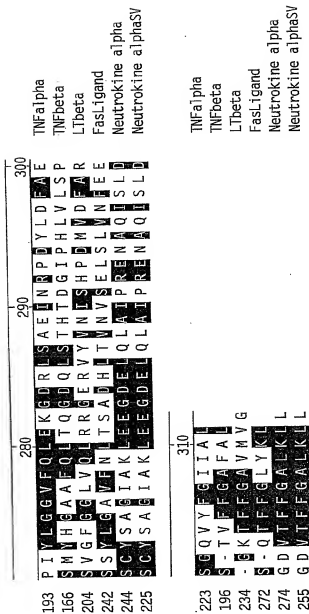 280 290 300
193 P I Y L G G V F Q L E K G D R L S A E I N R P D Y L D F A E TNFalpha
166 S M Y H G A A F Q L T Q G D Q L S T H T D G I P H L V L S P TNFbeta
204 S V G F G G L V Q L R R G E R V Y V N I S H P D M V D F A R LTbeta
242 S S Y L G A V F N L T S A D H L T V N V S E L S L V N F E E FasLigand
244 S C Y S A G I A K L E E G D E L Q L A I P R E N A Q I S L D Neutrokine alpha
225 S C Y S A G I A K L E E G D E L Q L A I P R E N A Q I S L D Neutrokine alphaSV
310
223 S G Q V Y F G I I A L TNFalpha
196 S - T V F F G A F A L TNFbeta
234 - G K T F F G A V M V G LTbeta
272 S - Q T F F G L Y K L FasLigand
274 G D V T F F G A L K L L Neutrokine alpha
255 G D V T F F G A L K L L Neutrokine alphaSV